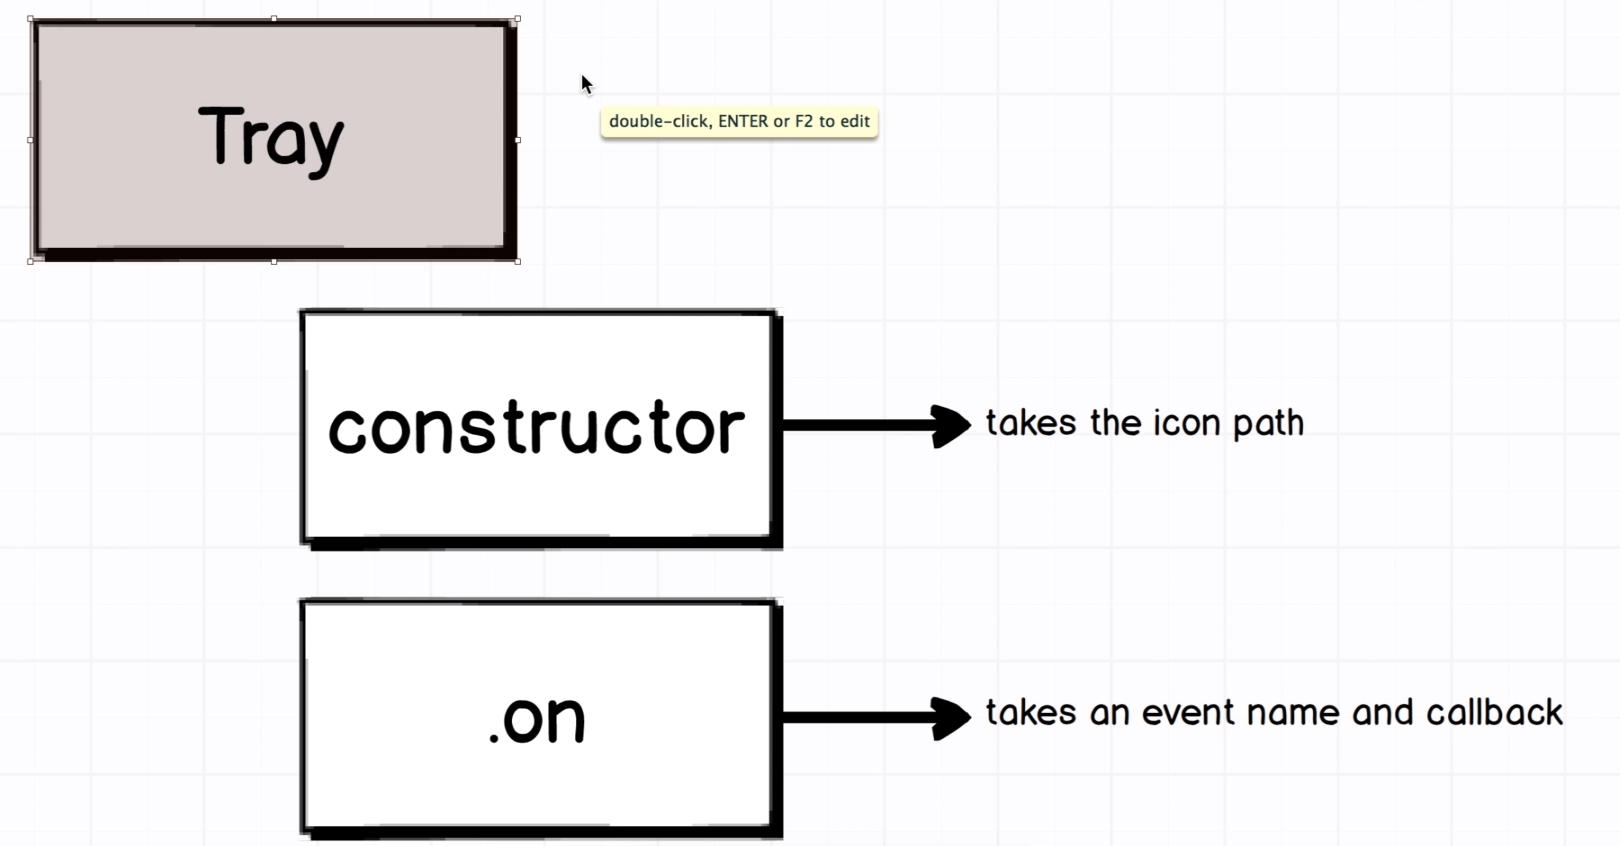 Tray
double-click, ENTER or F2 to edit
constructor
takes the icon path
.on
takes an event name and callback